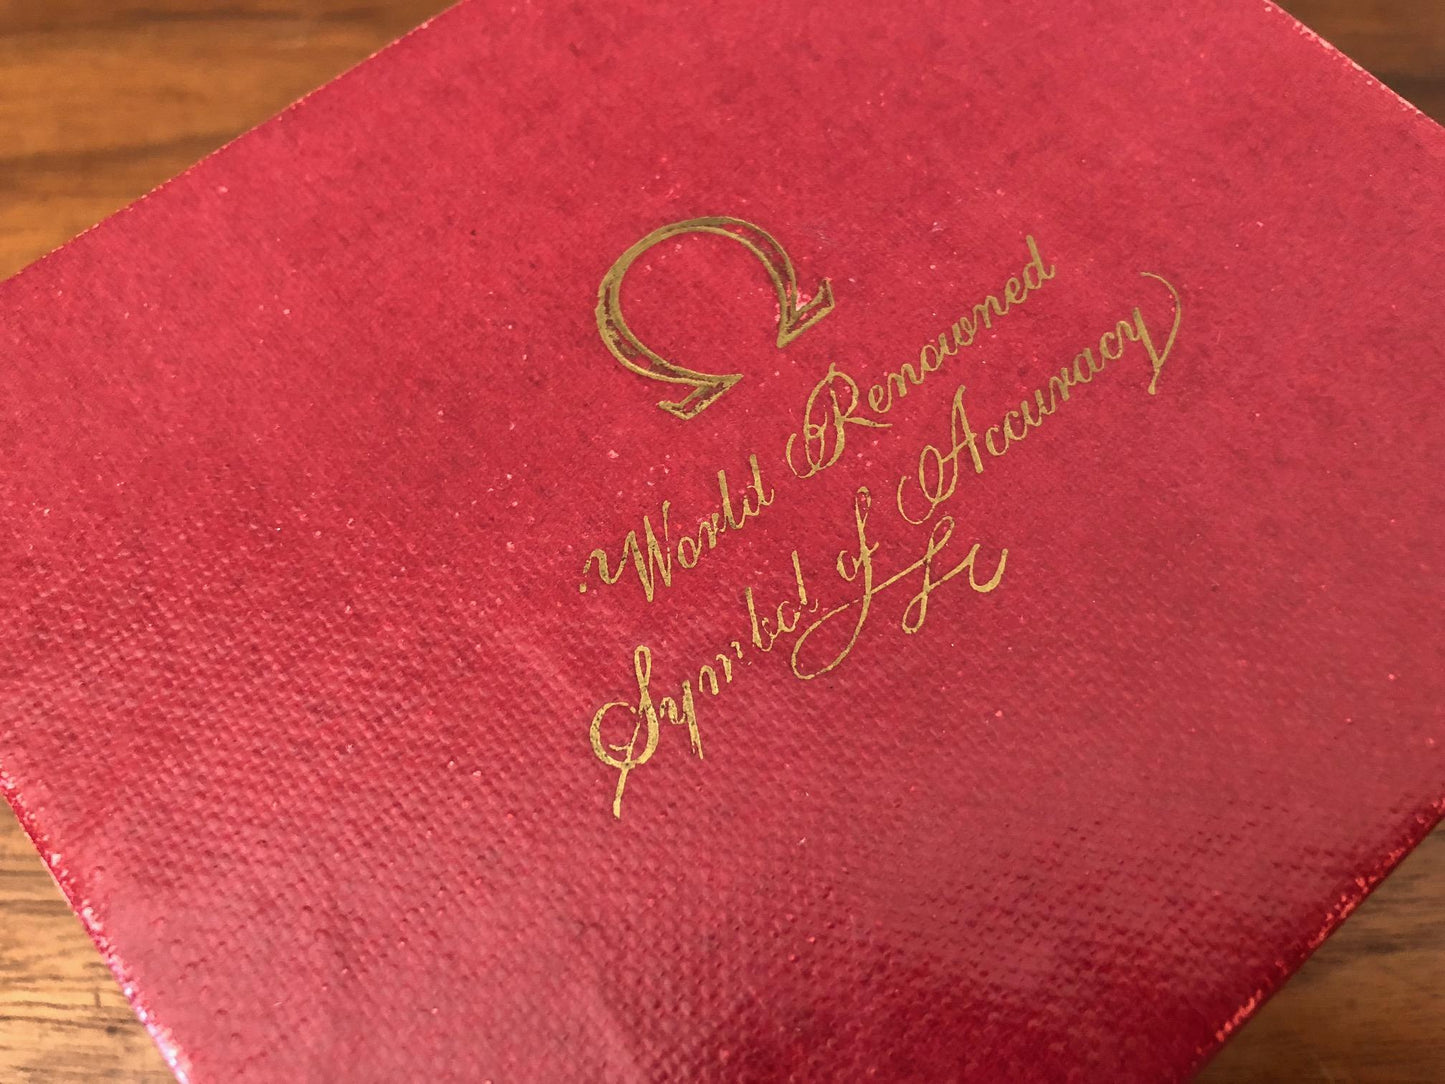 Ω
World Renowned
Symbol of Accuracy